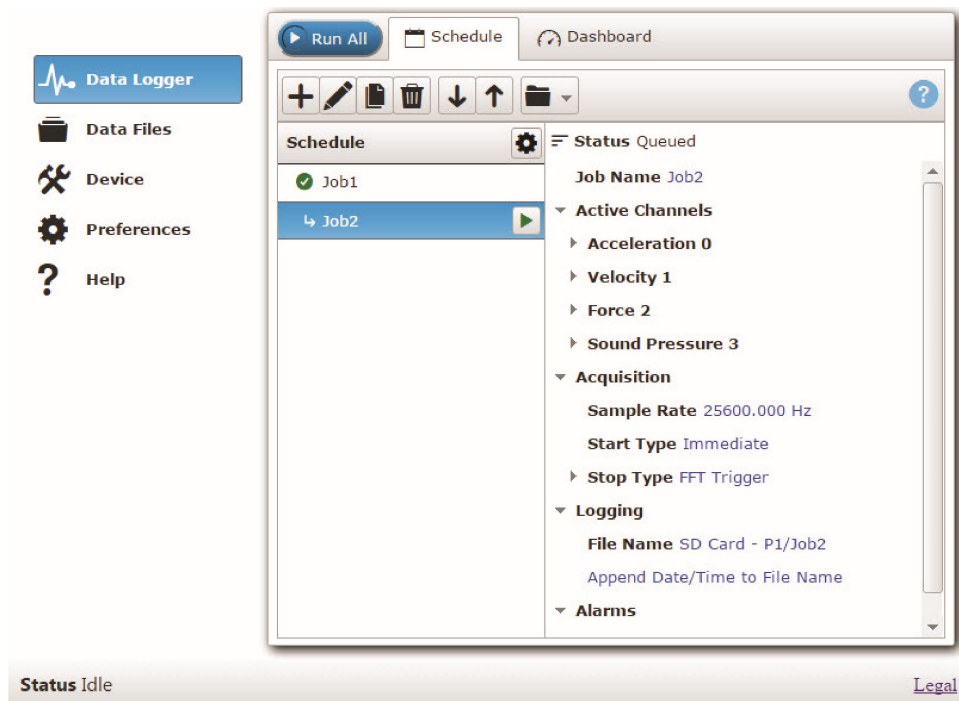 Run All
Schedule
Dashboard
Data Logger
Data Files
Device
Preferences
Help
?
Schedule
Job1
Job2
Status Queued
Job Name Job2
Active Channels
Acceleration 0
Velocity 1
Force 2
Sound Pressure 3
Acquisition
Sample Rate 25600.000 Hz
Start Type Immediate
Stop Type FFT Trigger
Logging
File Name SD Card - P1/Job2
Append Date/Time to File Name
Alarms
Status Idle
Legal